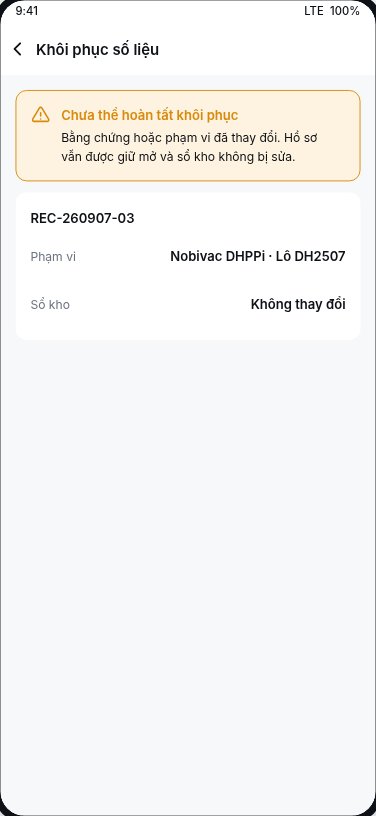 9:41
LTE 100%
Khôi phục số liệu
Chưa thể hoàn tất khôi phục
Bằng chứng hoặc phạm vi đã thay đổi. Hồ sơ
vẫn được giữ mở và sổ kho không bị sửa.
REC-260907-03
Phạm vi
Nobivac DHPPi · Lô DH2507
Sổ kho
Không thay đổi